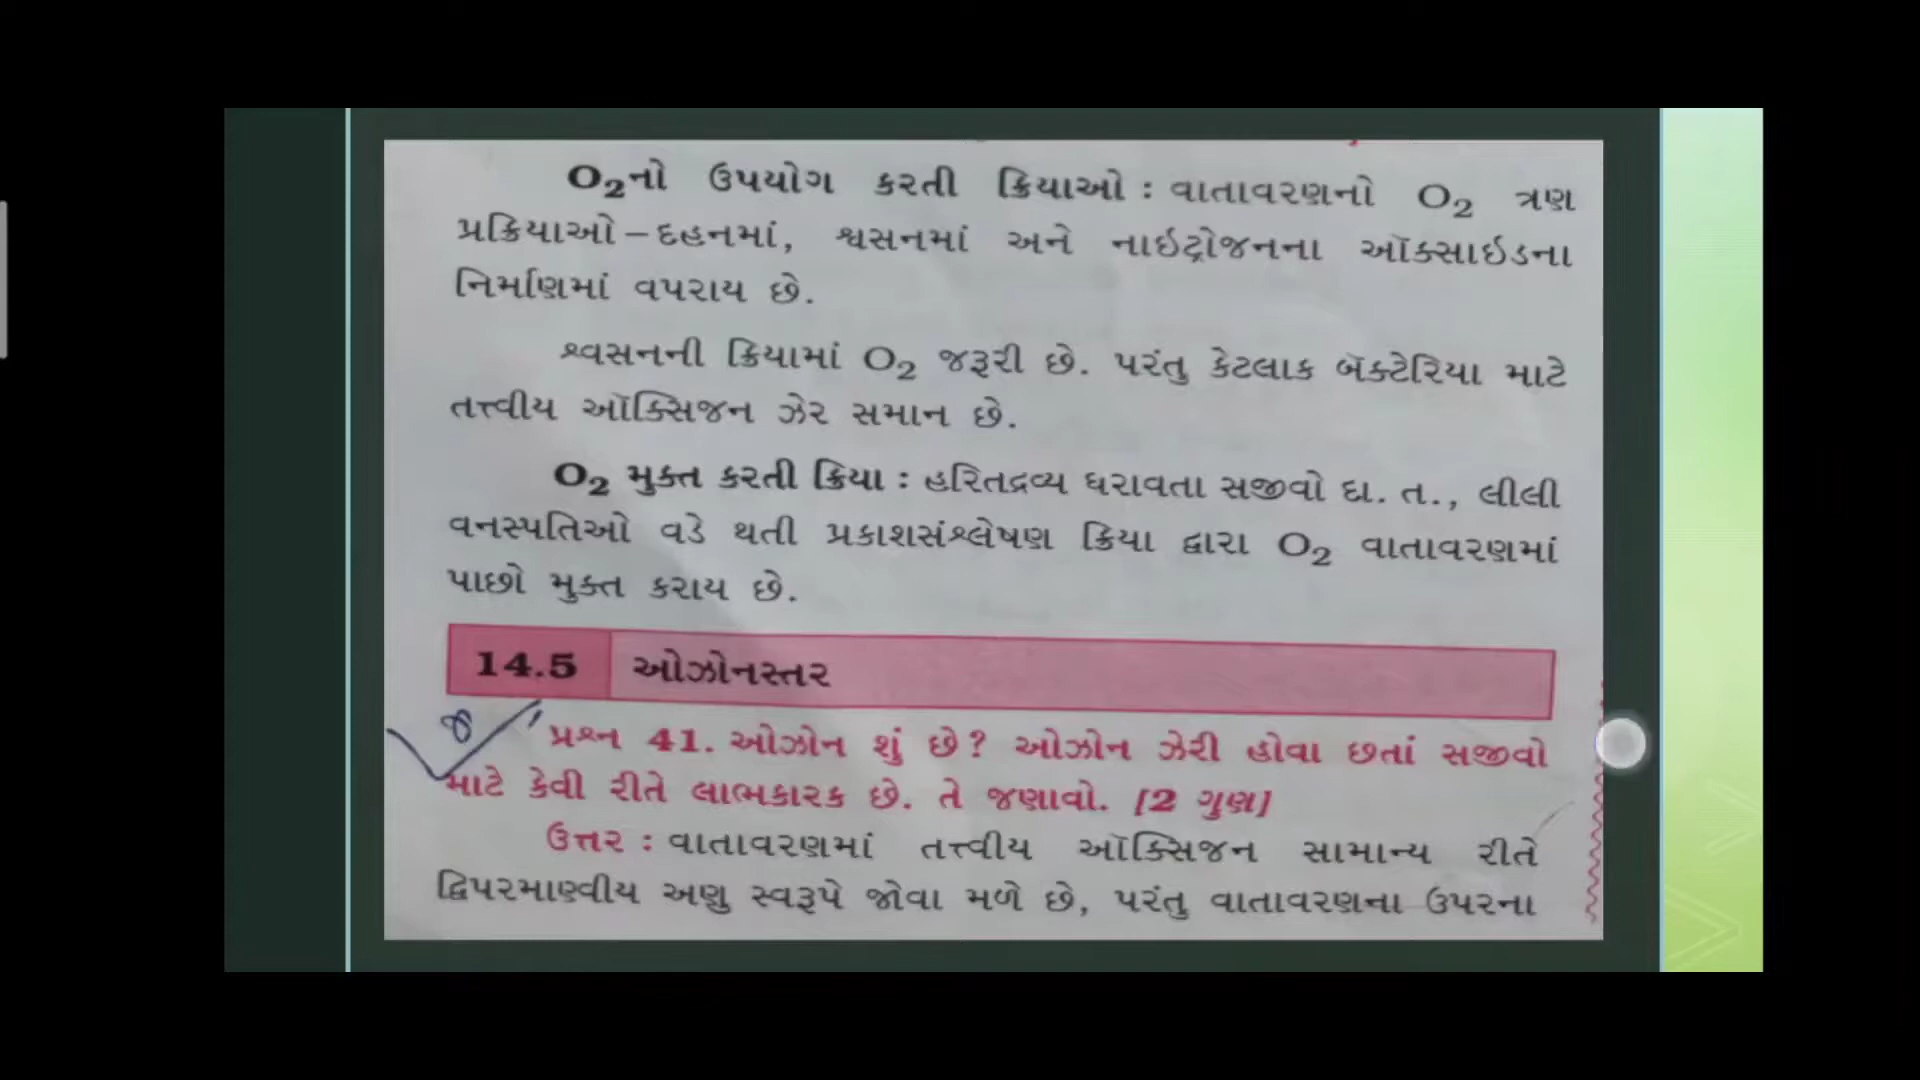 O₂નો ઉપયોગ કરતી ક્રિયાઓ : વાતાવરણનો O₂ ત્રણ
પ્રક્રિયાઓ – દહનમાં, શ્વસનમાં અને નાઇટ્રોજનના ઑક્સાઇડના
નિર્માણમાં વપરાય છે.
શ્વસનની ક્રિયામાં O₂ જરૂરી છે. પરંતુ કેટલાક બૅક્ટેરિયા માટે
તત્ત્વીય ઑક્સિજન ઝેર સમાન છે.
O₂ મુક્ત કરતી ક્રિયા : હરિતદ્રવ્ય ધરાવતા સજીવો દા. ત., લીલી
વનસ્પતિઓ વડે થતી પ્રકાશસંશ્લેષણ ક્રિયા દ્વારા O₂ વાતાવરણમાં
પાછો મુક્ત કરાય છે.
14.5 ઓઝોનસ્તર
પ્રશ્ન 41. ઓઝોન શું છે? ઓઝોન ઝેરી હોવા છતાં સજીવો
માટે કેવી રીતે લાભકારક છે. તે જણાવો. [2 ગુણ]
ઉત્તર : વાતાવરણમાં તત્ત્વીય ઑક્સિજન સામાન્ય રીતે
દ્વિપરમાણ્વીય અણુ સ્વરૂપે જોવા મળે છે, પરંતુ વાતાવરણના ઉપરના